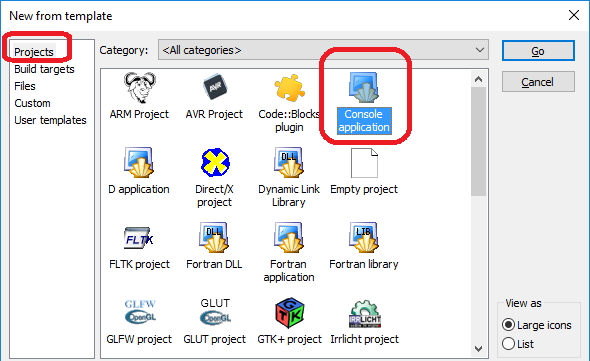 New from template
Projects
Build targets
Files
Custom
User templates
Category:
<All categories>
Go
Cancel
AVR
ARM Project
AVR Project
Code::Blocks
plugin
Console
application
DLL
D application
Direct/X
project
Dynamic Link
Library
Empty project
FLTK
DLL
LIB
FLTK project
Fortran DLL
Fortran
application
Fortran library
GLFW
OpenGL
GLUT
OpenGL
GTK
IRRLICHT
GLFW project
GLUT project
GTK+ project
Irrlicht project
View as
Large icons
List